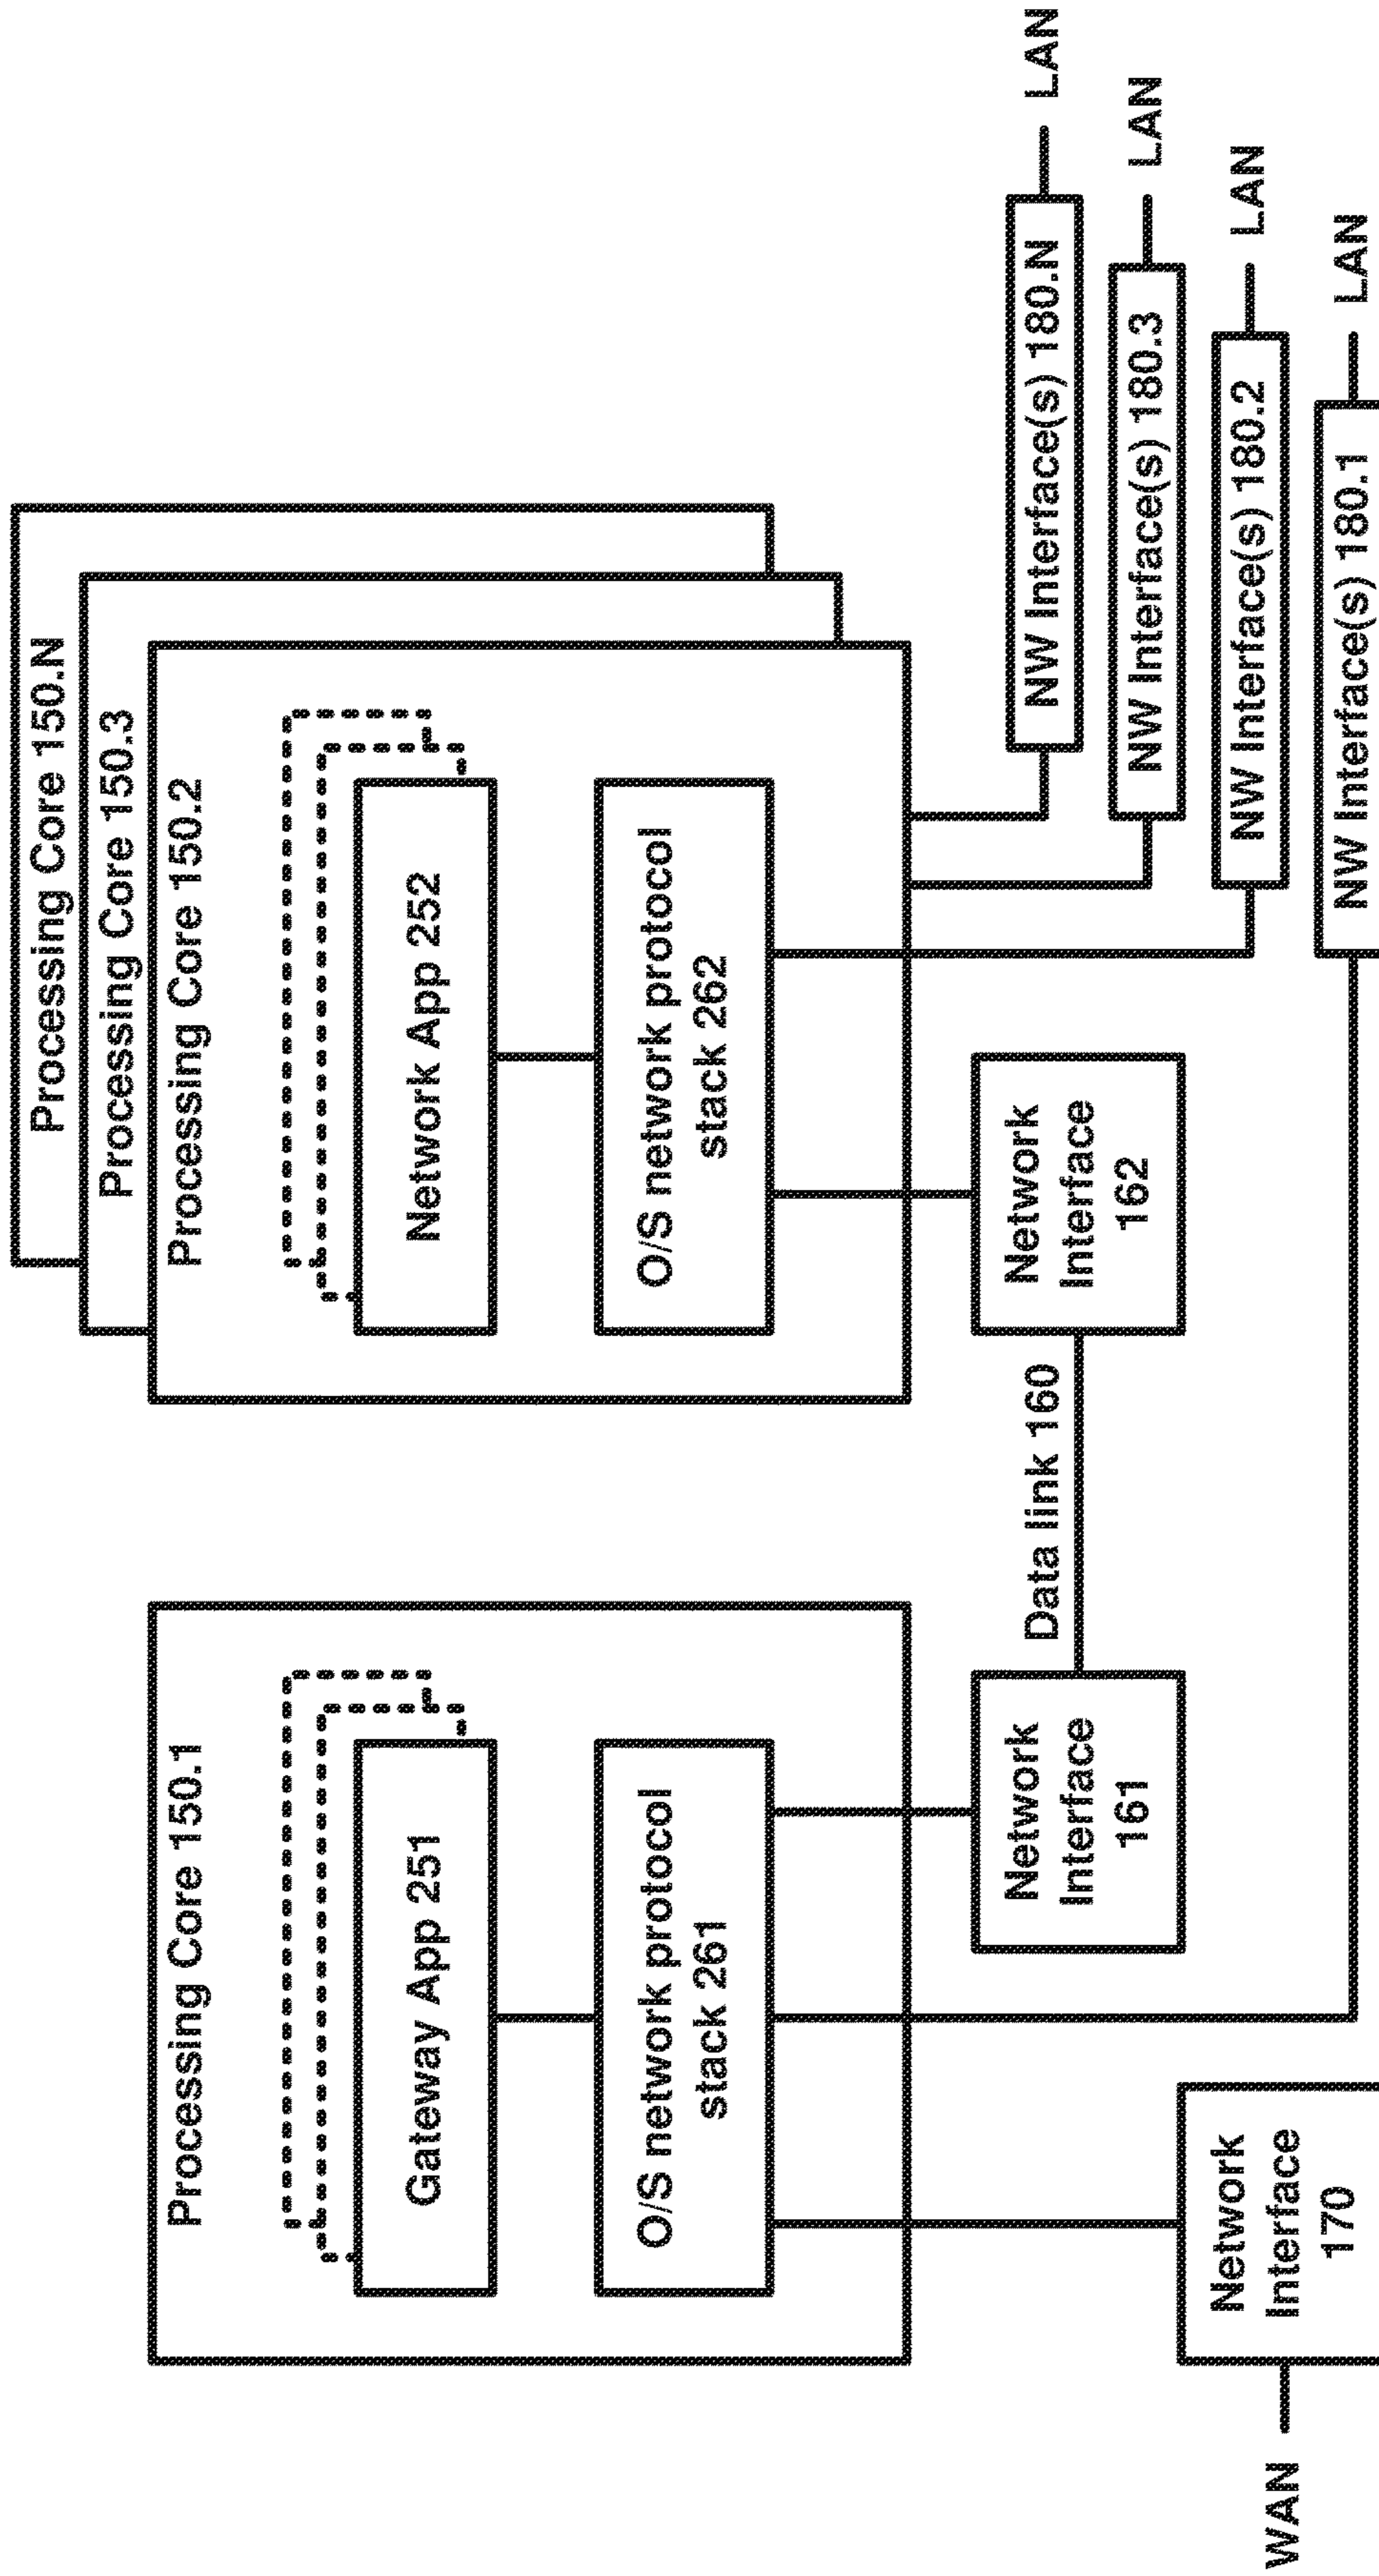 Processing Core 150.1
Gateway App 251
O/S network protocol
stack 261
Network
Interface
170
WAN
Network
Interface
161
Data link 160
Processing Core 150.N
Processing Core 150.3
Processing Core 150.2
Network App 252
O/S network protocol
stack 262
Network
Interface
162
NW Interface(s) 180.N
LAN
NW Interface(s) 180.3
LAN
NW Interface(s) 180.2
LAN
NW Interface(s) 180.1
LAN